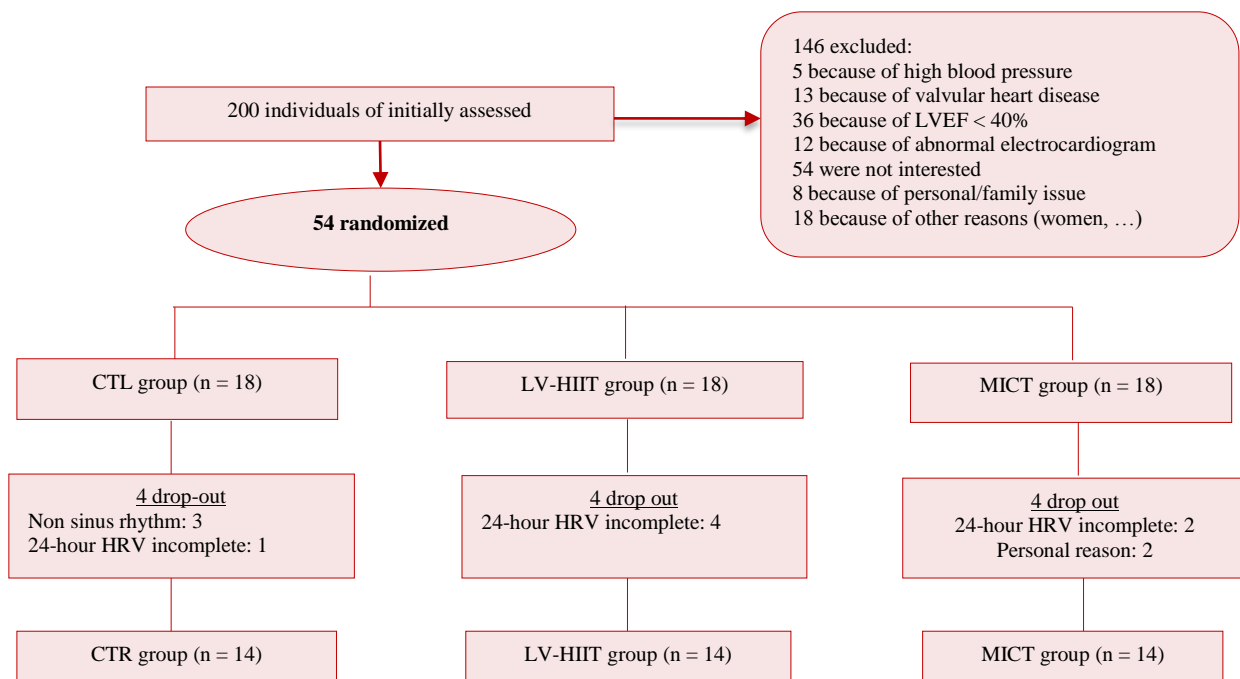 146 excluded:
5 because of high blood pressure
13 because of valvular heart disease
36 because of LVEF < 40%
12 because of abnormal electrocardiogram
54 were not interested
8 because of personal/family issue
18 because of other reasons (women, …)
200 individuals of initially assessed
54 randomized
CTL group (n = 18)
LV-HIIT group (n = 18)
MICT group (n = 18)
4 drop-out
Non sinus rhythm: 3
24-hour HRV incomplete: 1
4 drop out
24-hour HRV incomplete: 4
4 drop out
24-hour HRV incomplete: 2
Personal reason: 2
CTR group (n = 14)
LV-HIIT group (n = 14)
MICT group (n = 14)